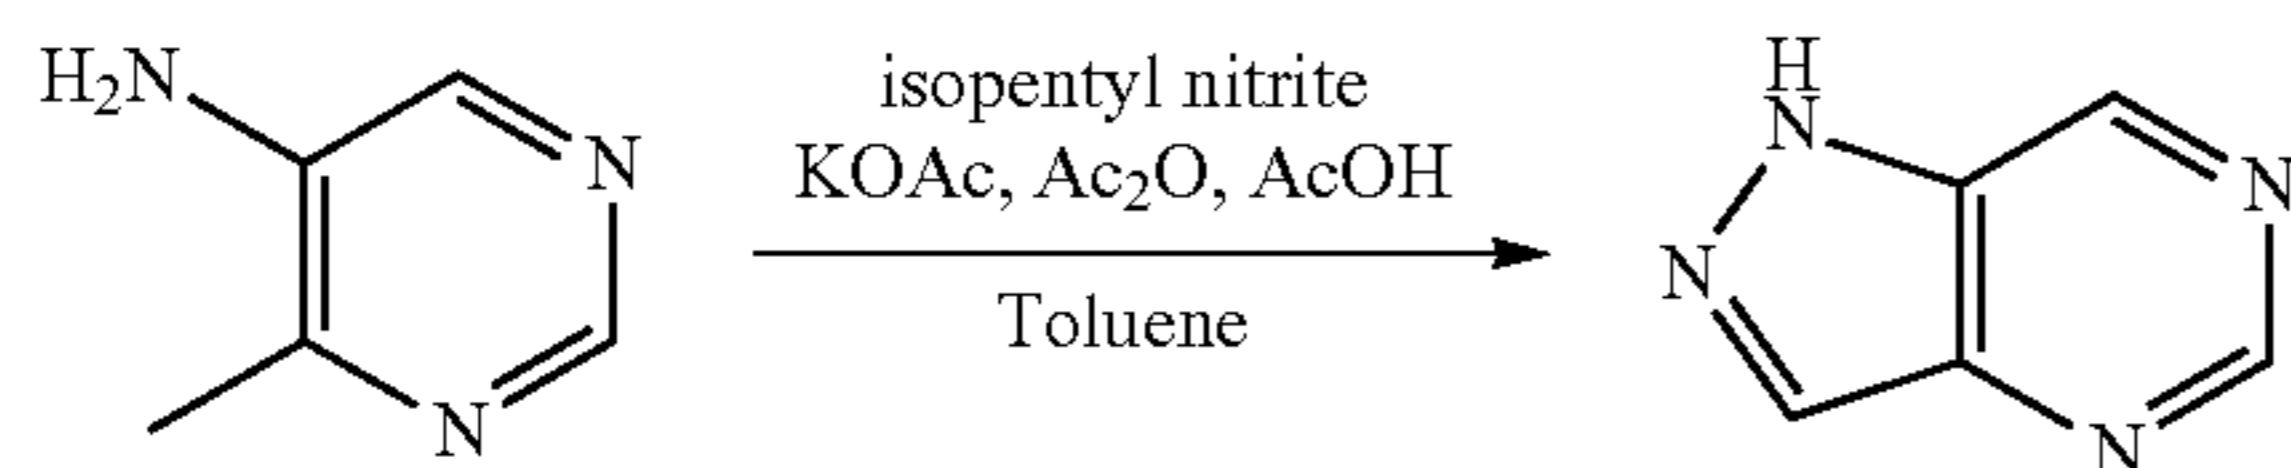 H₂N
N
N
isopentyl nitrite
KOAc, Ac₂O, AcOH
Toluene
H
N
N
N
N